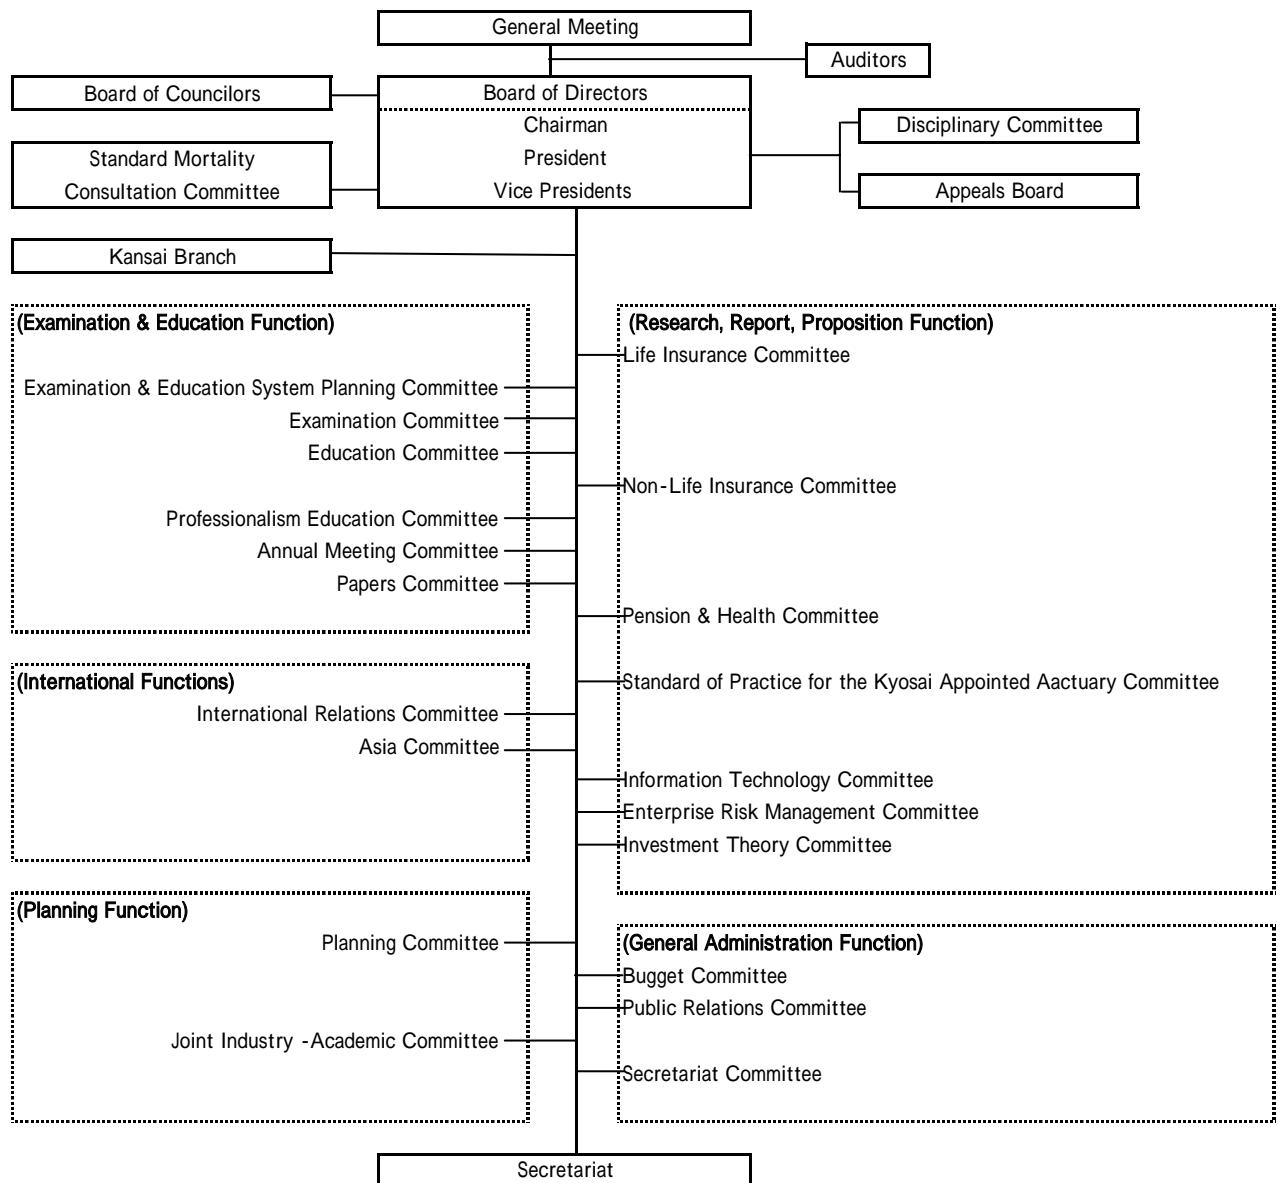 General Meeting
Auditors
Board of Councilors
Board of Directors
Chairman
President
Vice Presidents
Standard Mortality
Consultation Committee
Disciplinary Committee
Appeals Board
Kansai Branch
(Examination & Education Function)
Examination & Education System Planning Committee
Examination Committee
Education Committee
Professionalism Education Committee
Annual Meeting Committee
Papers Committee
(Research, Report, Proposition Function)
Life Insurance Committee
Non-Life Insurance Committee
Pension & Health Committee
Standard of Practice for the Kyosai Appointed Aactuary Committee
Information Technology Committee
Enterprise Risk Management Committee
Investment Theory Committee
(International Functions)
International Relations Committee
Asia Committee
(Planning Function)
Planning Committee
Joint Industry -Academic Committee
(General Administration Function)
Bugget Committee
Public Relations Committee
Secretariat Committee
Secretariat